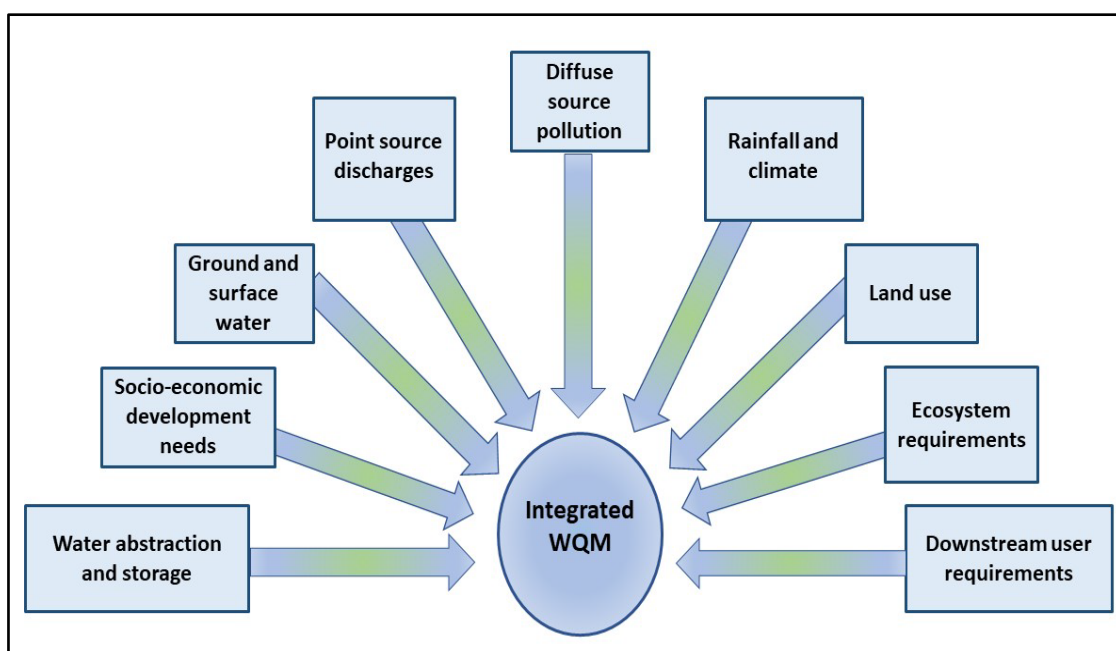 Diffuse
source
pollution
Point source
discharges
Rainfall and
climate
Ground and
surface
water
Land use
Socio-economic
development
needs
Ecosystem
requirements
Water abstraction
and storage
Integrated
WQM
Downstream user
requirements